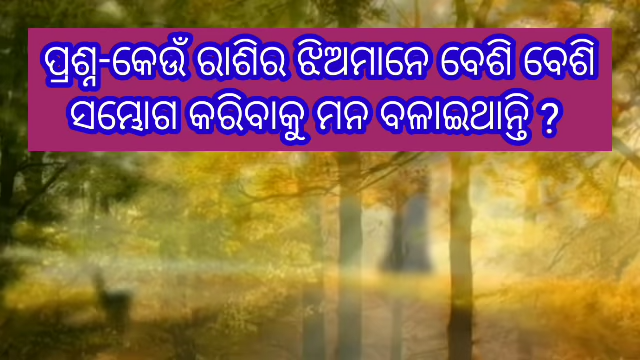 ପ୍ରଶ୍ନ-କେଉଁ ରାଶିର ଝିଅମାନେ ବେଶି ବେଶି
ସମ୍ଭୋଗ କରିବାକୁ ମନ ବଳାଇଥାନ୍ତି ?